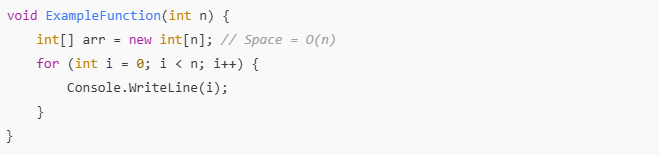 void ExampleFunction(int n) {
    int[] arr = new int[n]; // Space = O(n)
    for (int i = 0; i < n; i++) {
        Console.WriteLine(i);
    }
}